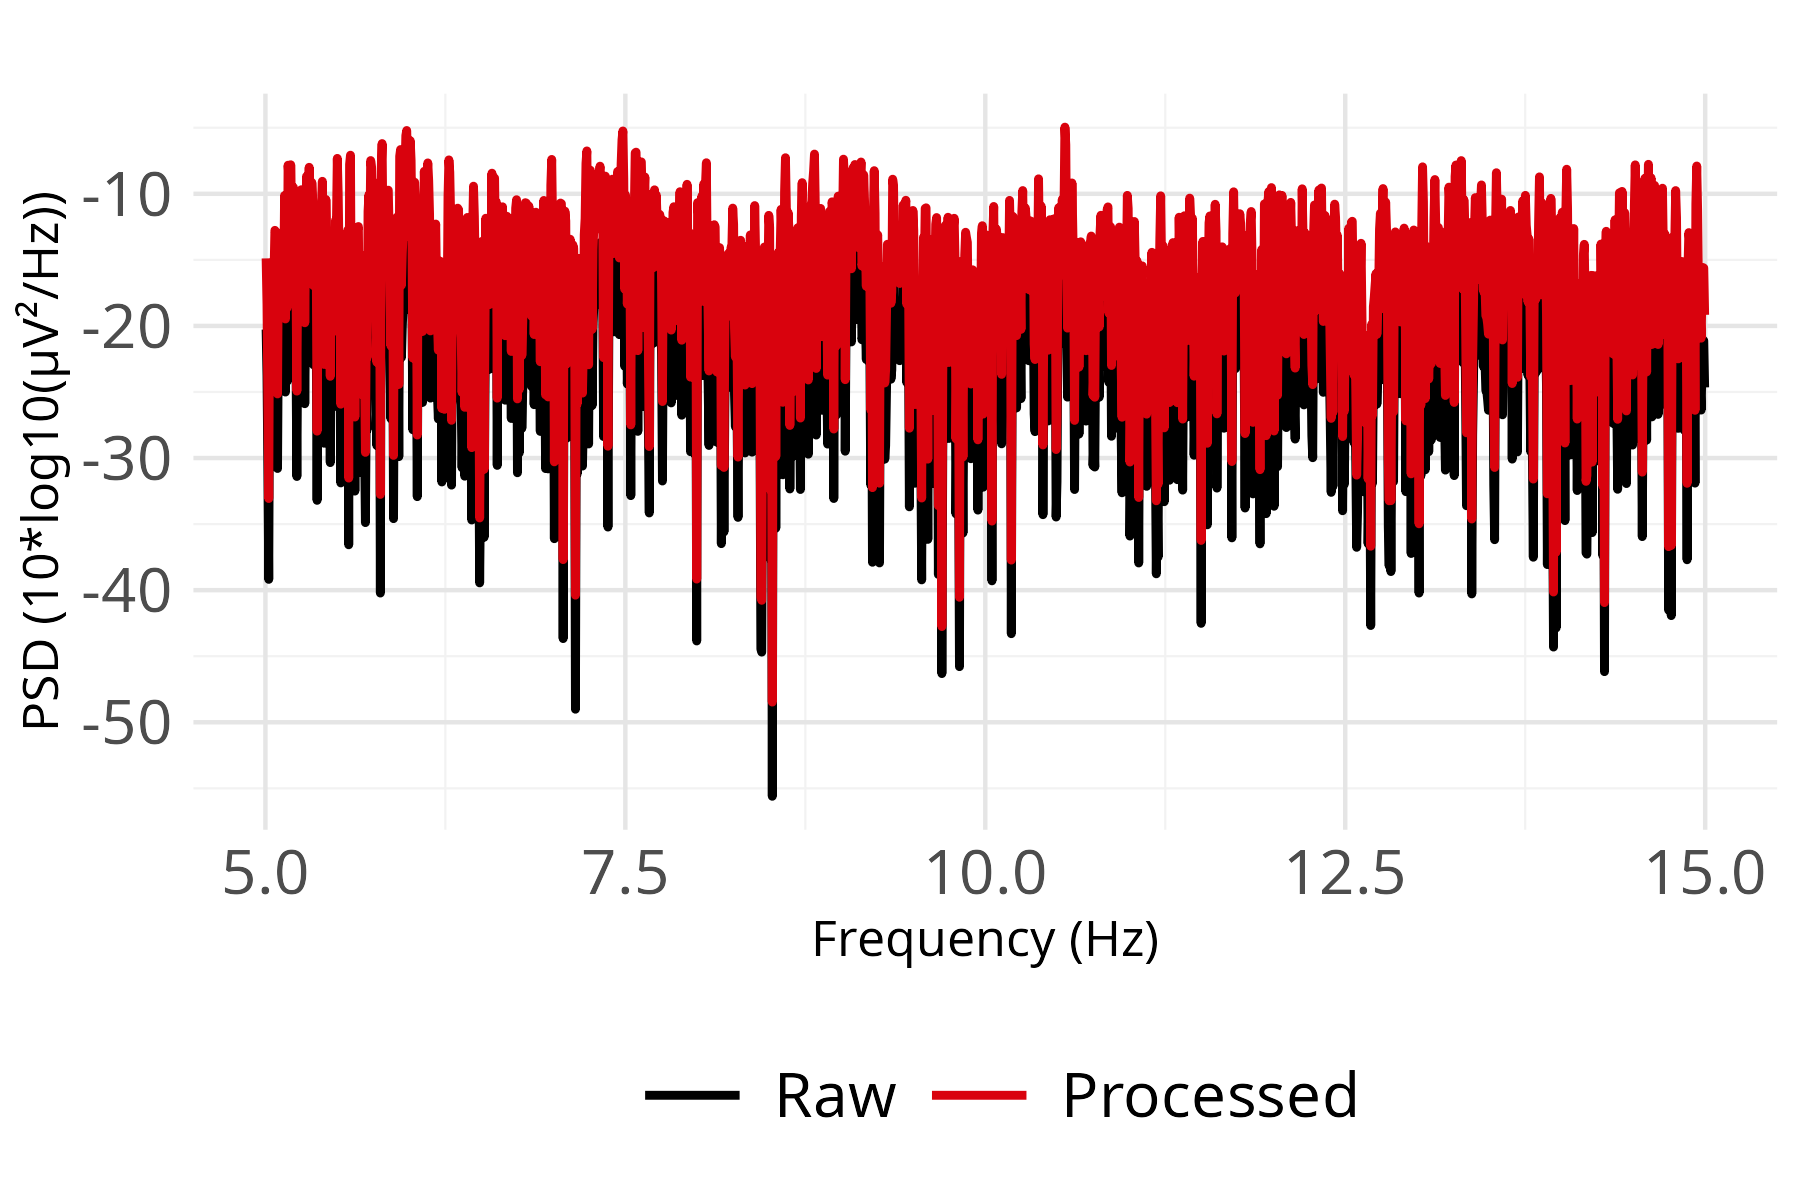 PSD (10*log10(µV²/Hz))
-10
-20
-30
-40
-50
5.0 7.5 10.0 12.5 15.0
Frequency (Hz)
Raw Processed